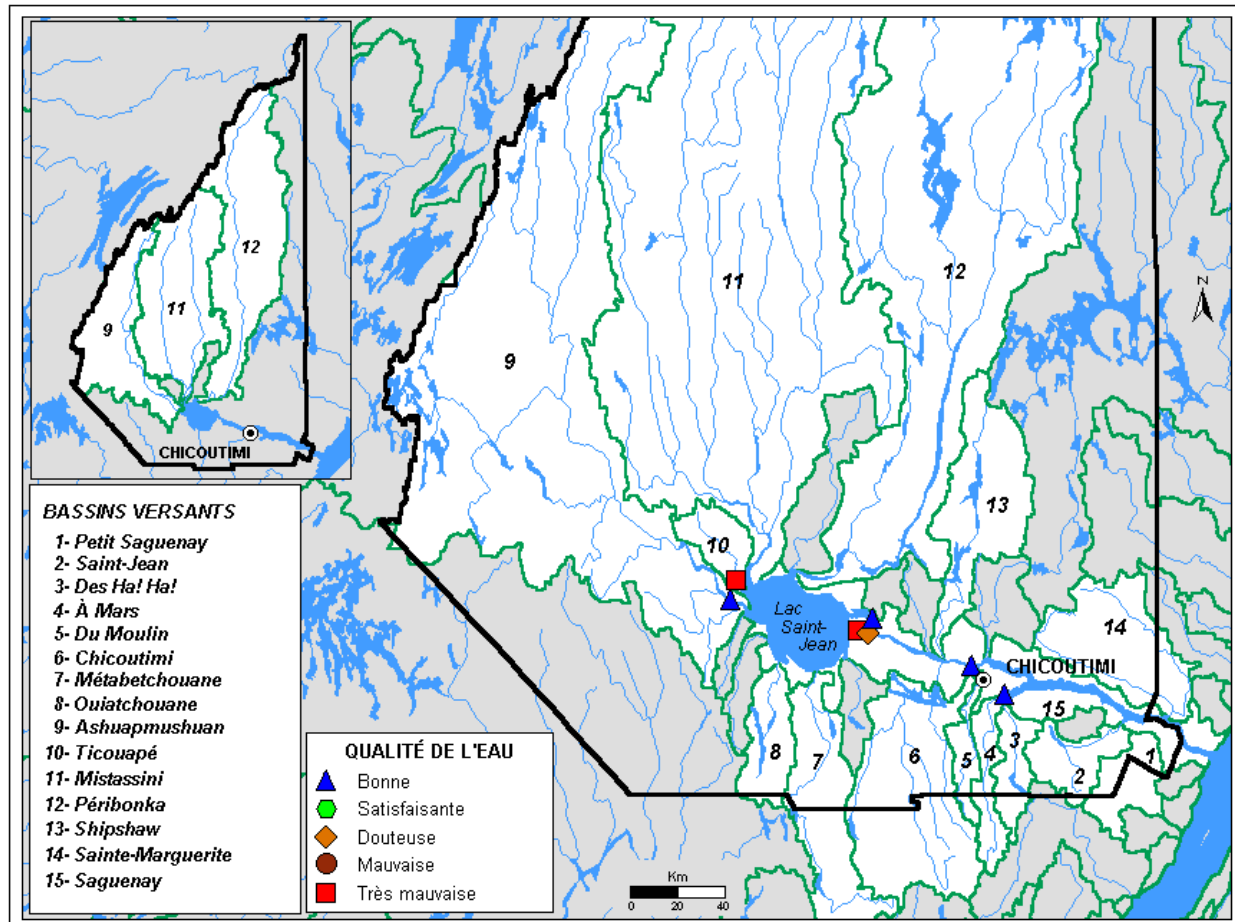 12
11
9
CHICOUTIMI
BASSINS VERSANTS
1- Petit Saguenay
2- Saint-Jean
3- Des Ha! Ha!
4- À Mars
5- Du Moulin
6- Chicoutimi
7- Métabetchouane
8- Ouiatchouane
9- Ashuapmushuan
10- Ticouapé
11- Mistassini
12- Péribonka
13- Shipshaw
14- Sainte-Marguerite
15- Saguenay
QUALITÉ DE L'EAU
Bonne
Satisfaisante
Douteuse
Mauvaise
Très mauvaise
11
12
N
9
13
10
Lac
Saint-
Jean
14
CHICOUTIMI
15
8
7
6
5
4
3
2
1
Km
0 20 40